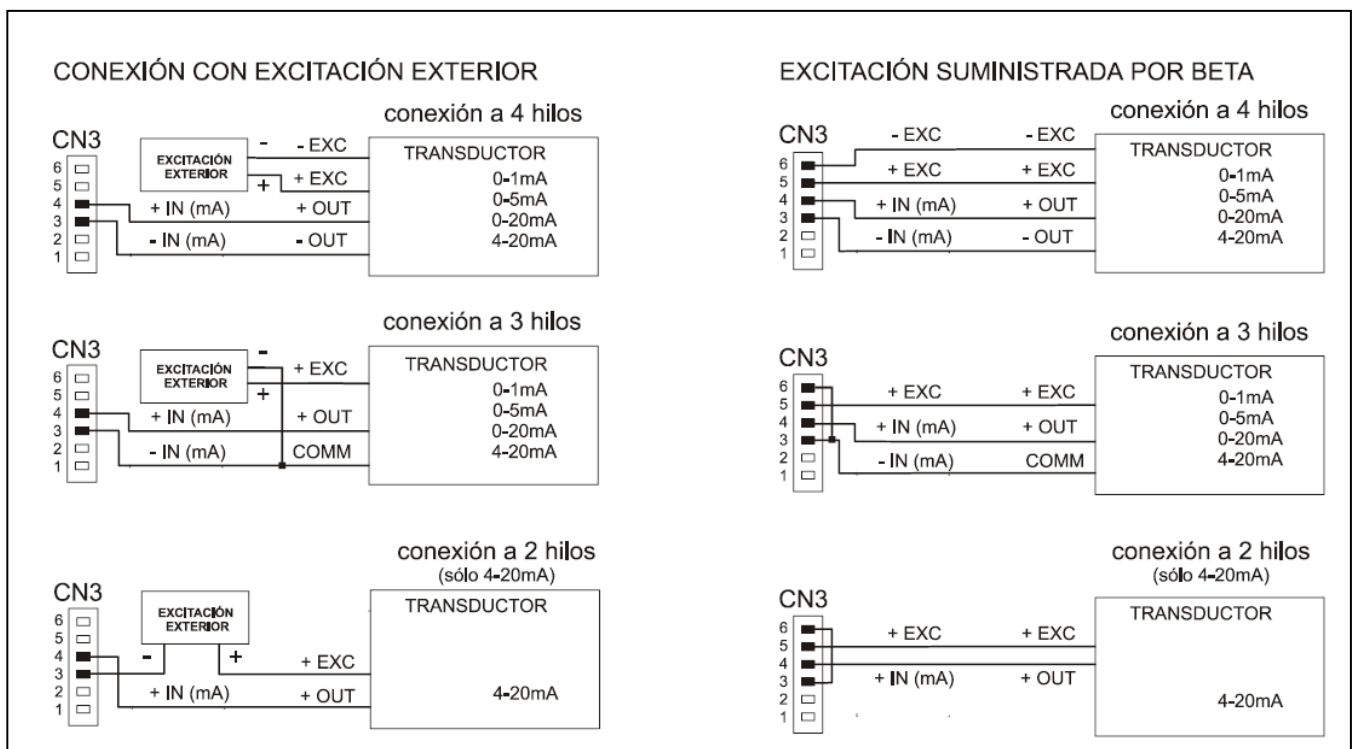 CONEXIÓN CON EXCITACIÓN EXTERIOR
conexión a 4 hilos
CN3
6
5
4
3
2
1
EXCITACIÓN
EXTERIOR
-
+
- EXC
+ EXC
+ IN (mA)
+ OUT
- IN (mA)
- OUT
TRANSDUCTOR
0-1mA
0-5mA
0-20mA
4-20mA
conexión a 3 hilos
CN3
6
5
4
3
2
1
EXCITACIÓN
EXTERIOR
-
+
+ EXC
+ IN (mA)
+ OUT
- IN (mA)
COMM
TRANSDUCTOR
0-1mA
0-5mA
0-20mA
4-20mA
conexión a 2 hilos
(sólo 4-20mA)
CN3
6
5
4
3
2
1
EXCITACIÓN
EXTERIOR
-
+
+ EXC
+ IN (mA)
+ OUT
TRANSDUCTOR
4-20mA
EXCITACIÓN SUMINISTRADA POR BETA
conexión a 4 hilos
CN3
6
5
4
3
2
1
- EXC
- EXC
+ EXC
+ EXC
+ IN (mA)
+ OUT
- IN (mA)
- OUT
TRANSDUCTOR
0-1mA
0-5mA
0-20mA
4-20mA
conexión a 3 hilos
CN3
6
5
4
3
2
1
+ EXC
+ EXC
+ IN (mA)
+ OUT
- IN (mA)
COMM
TRANSDUCTOR
0-1mA
0-5mA
0-20mA
4-20mA
conexión a 2 hilos
(sólo 4-20mA)
CN3
6
5
4
3
2
1
+ EXC
+ EXC
+ IN (mA)
+ OUT
TRANSDUCTOR
4-20mA